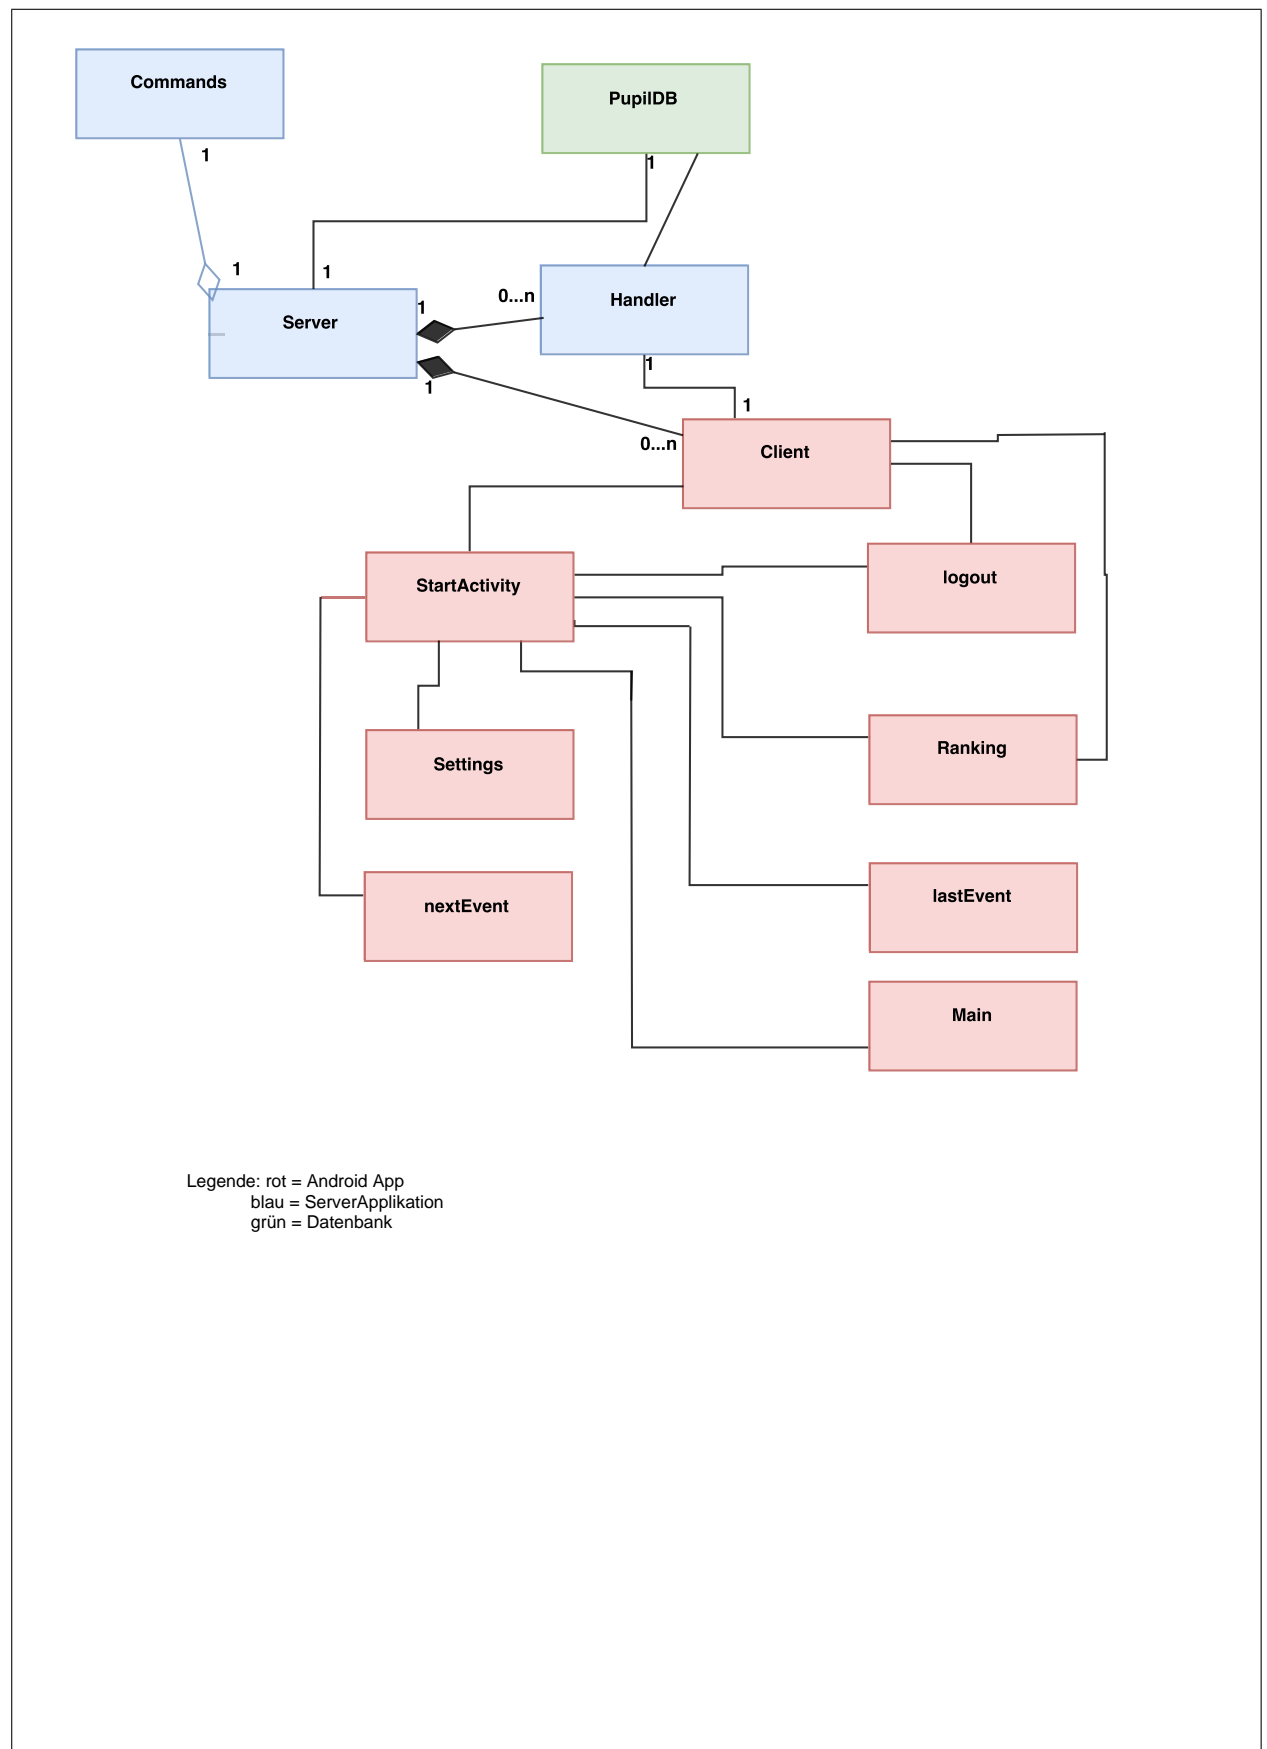 Commands
PupilDB
1
1
1
1
Handler
0...n
1
Server
1
1
1
0...n
Client
StartActivity
logout
Settings
Ranking
nextEvent
lastEvent
Main
Legende: rot = Android App
blau = ServerApplikation
grün = Datenbank